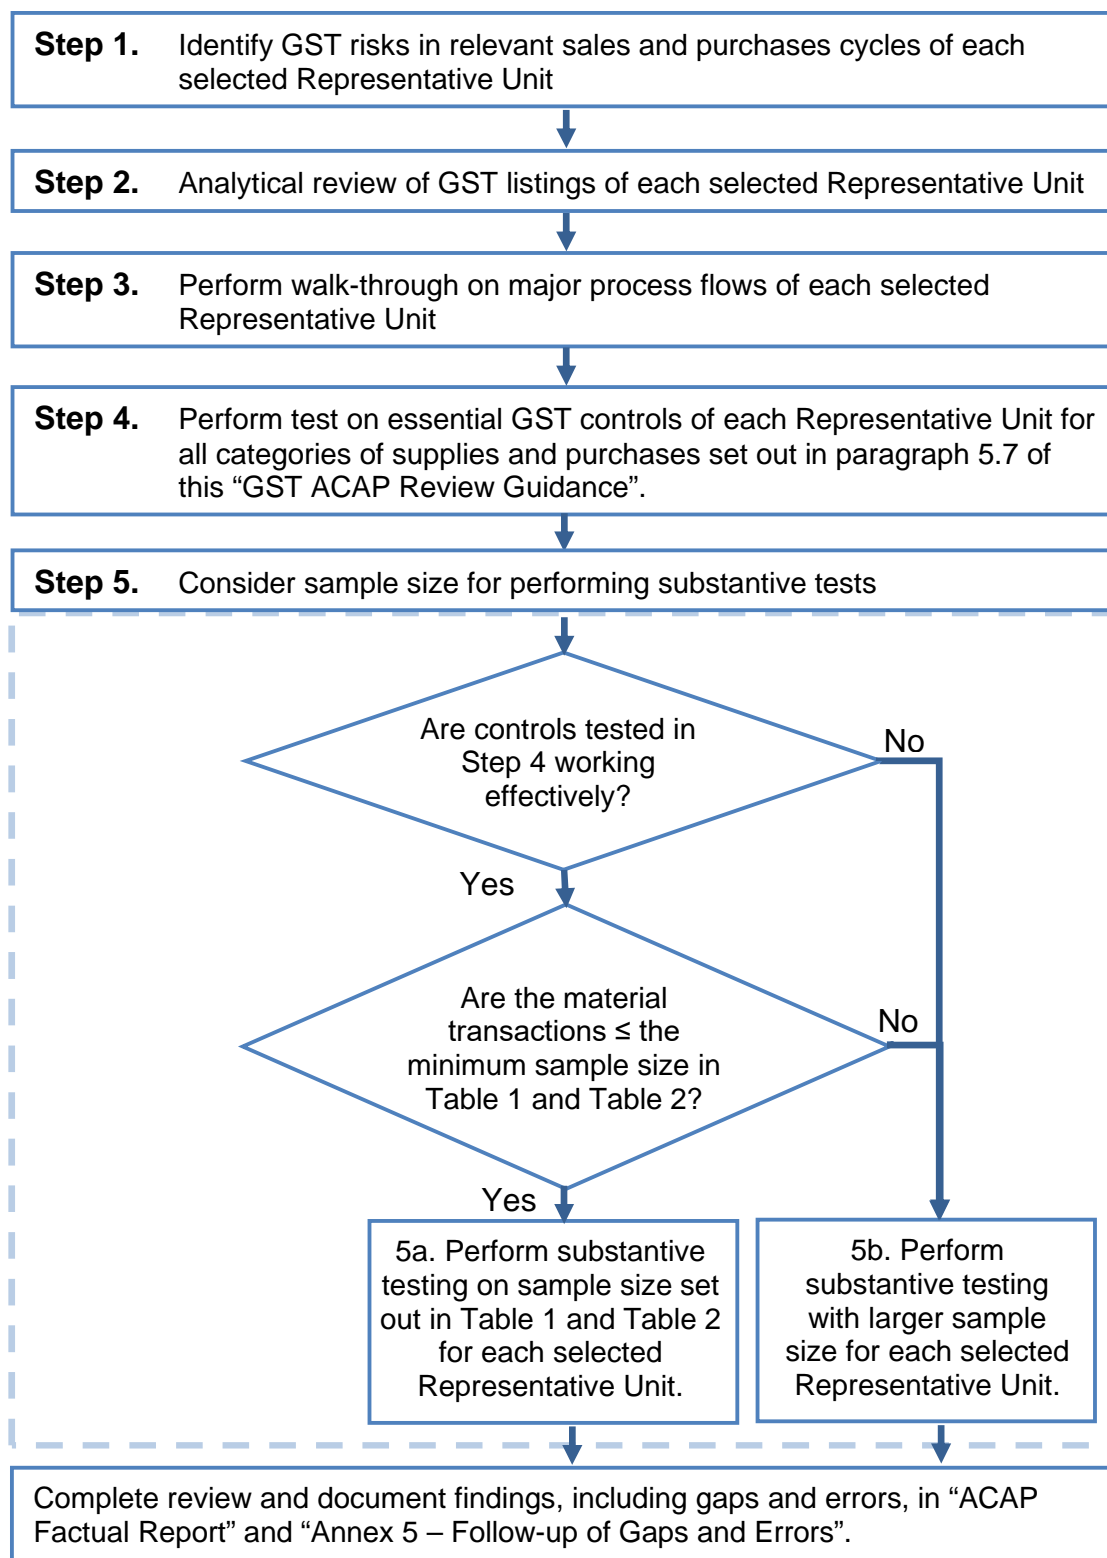 Step 1. Identify GST risks in relevant sales and purchases cycles of each
selected Representative Unit
Step 2. Analytical review of GST listings of each selected Representative Unit
Step 3. Perform walk-through on major process flows of each selected
Representative Unit
Step 4. Perform test on essential GST controls of each Representative Unit for
all categories of supplies and purchases set out in paragraph 5.7 of
this “GST ACAP Review Guidance”.
Step 5. Consider sample size for performing substantive tests
Are controls tested in
Step 4 working
effectively?
No
Yes
Are the material
transactions ≤ the
minimum sample size in
Table 1 and Table 2?
No
Yes
5a. Perform substantive
testing on sample size set
out in Table 1 and Table 2
for each selected
Representative Unit.
5b. Perform
substantive testing
with larger sample
size for each selected
Representative Unit.
Complete review and document findings, including gaps and errors, in “ACAP
Factual Report” and “Annex 5 – Follow-up of Gaps and Errors”.